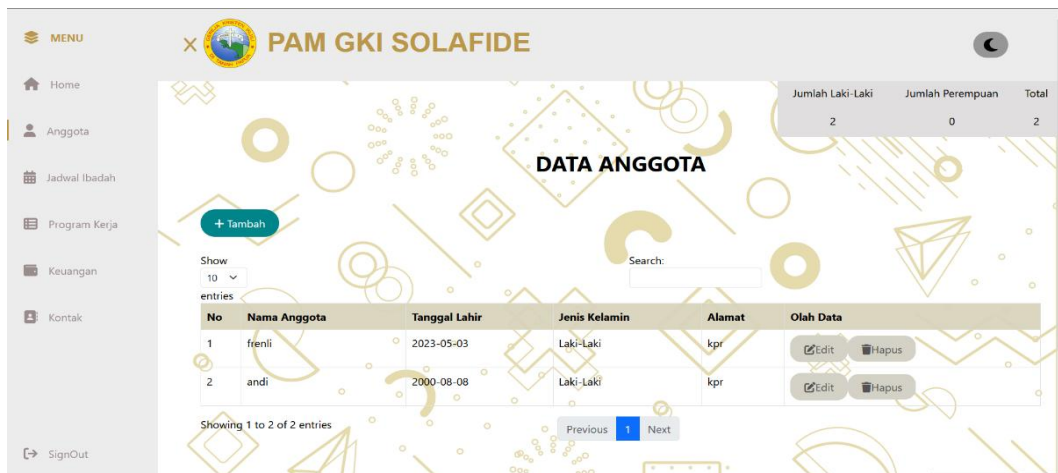 MENU
PAM GKI SOLAFIDE
Home
Anggota
Jadwal Ibadah
Program Kerja
Keuangan
Kontak
SignOut
Jumlah Laki-Laki Jumlah Perempuan Total
2 0 2
DATA ANGGOTA
+ Tambah
Show
10
entries
Search:
No Nama Anggota Tanggal Lahir Jenis Kelamin Alamat Olah Data
1 frenli 2023-05-03 Laki-Laki kpr Edit Hapus
2 andi 2000-08-08 Laki-Laki kpr Edit Hapus
Showing 1 to 2 of 2 entries
Previous 1 Next